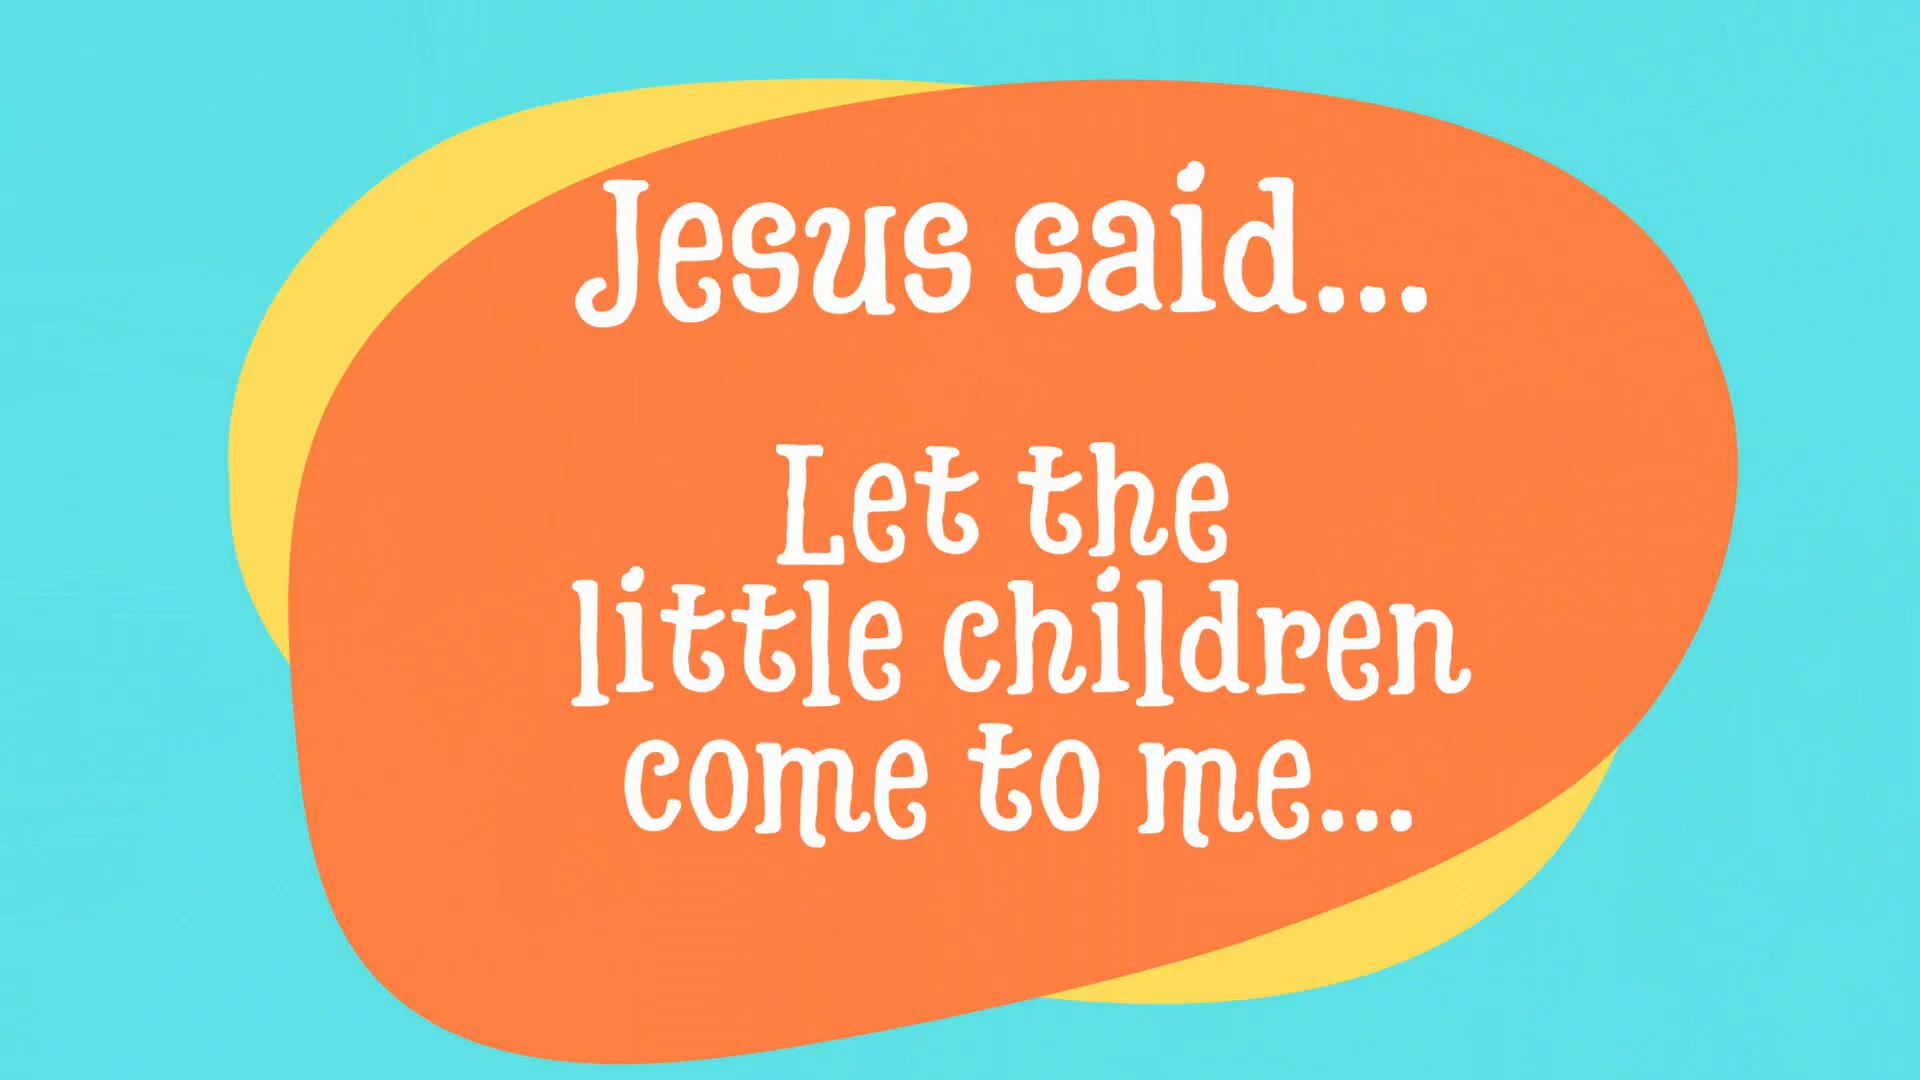 Jesus said...
Let the
little children
come to me...